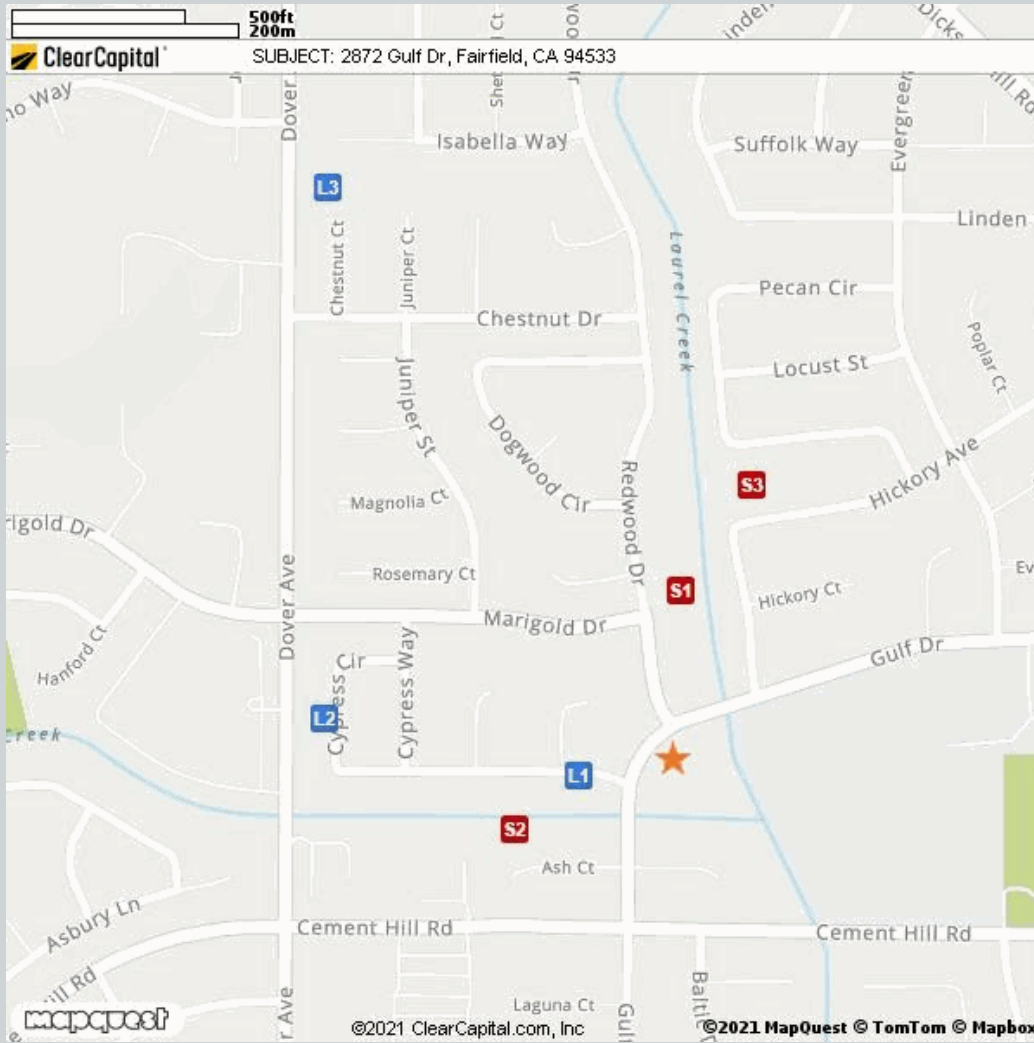 500ft
200m
ClearCapital
SUBJECT: 2872 Gulf Dr, Fairfield, CA 94533
Dover
Isabella Way
Suffolk Way
Evergreen
L3
Linden
Chestnut Ct
Juniper Ct
Laurel Creek
Pecan Cir
Chestnut Dr
Locust St
Poplar Ct
Juniper St
Dogwood Cir
Redwood Dr
S3
Hickory Ave
Magnolia Ct
Rosemary Ct
S1
Hickory Ct
Dover Ave
Marigold Dr
Hanford Ct
Cir
Cypress
Cypress Way
Gulf Dr
L2
Creek
L1
S2
Ash Ct
Asbury Ln
Cement Hill Rd
Cement Hill Rd
Laguna Ct
mapquest
©2021 ClearCapital.com, Inc
©2021 MapQuest © TomTom © Mapbox